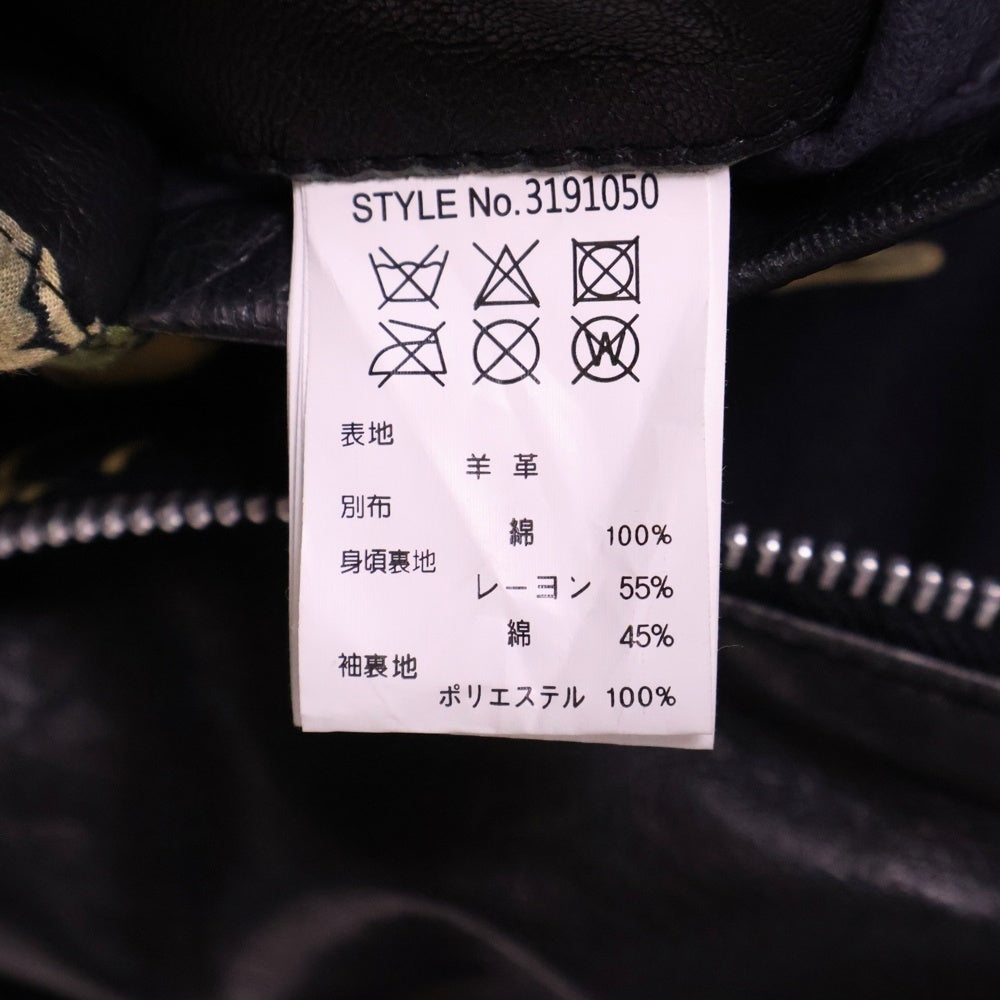 STYLE No.3191050
表地
羊 革
別布
綿 100%
身頃裏地
レーヨン 55%
綿 45%
袖裏地
ポリエステル 100%